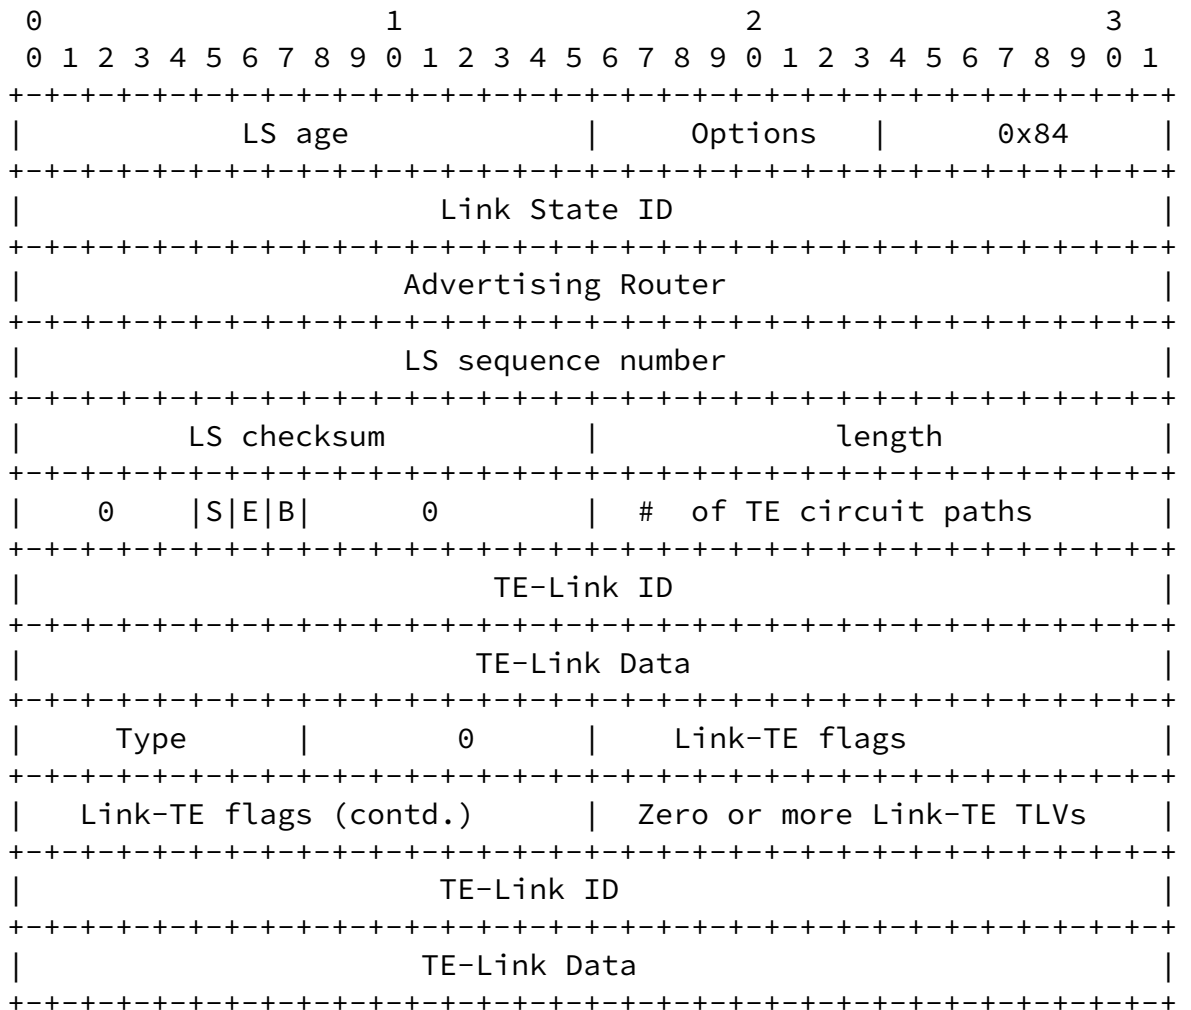 0                   1                   2                   3
 0 1 2 3 4 5 6 7 8 9 0 1 2 3 4 5 6 7 8 9 0 1 2 3 4 5 6 7 8 9 0 1
+-+-+-+-+-+-+-+-+-+-+-+-+-+-+-+-+-+-+-+-+-+-+-+-+-+-+-+-+-+-+-+-+
|            LS age             |     Options   |      0x84     |
+-+-+-+-+-+-+-+-+-+-+-+-+-+-+-+-+-+-+-+-+-+-+-+-+-+-+-+-+-+-+-+-+
|                       Link State ID                           |
+-+-+-+-+-+-+-+-+-+-+-+-+-+-+-+-+-+-+-+-+-+-+-+-+-+-+-+-+-+-+-+-+
|                     Advertising Router                        |
+-+-+-+-+-+-+-+-+-+-+-+-+-+-+-+-+-+-+-+-+-+-+-+-+-+-+-+-+-+-+-+-+
|                     LS sequence number                        |
+-+-+-+-+-+-+-+-+-+-+-+-+-+-+-+-+-+-+-+-+-+-+-+-+-+-+-+-+-+-+-+-+
|         LS checksum           |             length            |
+-+-+-+-+-+-+-+-+-+-+-+-+-+-+-+-+-+-+-+-+-+-+-+-+-+-+-+-+-+-+-+-+
|    0    |S|E|B|      0        |  #  of TE circuit paths       |
+-+-+-+-+-+-+-+-+-+-+-+-+-+-+-+-+-+-+-+-+-+-+-+-+-+-+-+-+-+-+-+-+
|                          TE-Link ID                           |
+-+-+-+-+-+-+-+-+-+-+-+-+-+-+-+-+-+-+-+-+-+-+-+-+-+-+-+-+-+-+-+-+
|                         TE-Link Data                          |
+-+-+-+-+-+-+-+-+-+-+-+-+-+-+-+-+-+-+-+-+-+-+-+-+-+-+-+-+-+-+-+-+
|     Type      |        0      |    Link-TE flags              |
+-+-+-+-+-+-+-+-+-+-+-+-+-+-+-+-+-+-+-+-+-+-+-+-+-+-+-+-+-+-+-+-+
|   Link-TE flags (contd.)      |  Zero or more Link-TE TLVs    |
+-+-+-+-+-+-+-+-+-+-+-+-+-+-+-+-+-+-+-+-+-+-+-+-+-+-+-+-+-+-+-+-+
|                       TE-Link ID                              |
+-+-+-+-+-+-+-+-+-+-+-+-+-+-+-+-+-+-+-+-+-+-+-+-+-+-+-+-+-+-+-+-+
|                      TE-Link Data                             |
+-+-+-+-+-+-+-+-+-+-+-+-+-+-+-+-+-+-+-+-+-+-+-+-+-+-+-+-+-+-+-+-+